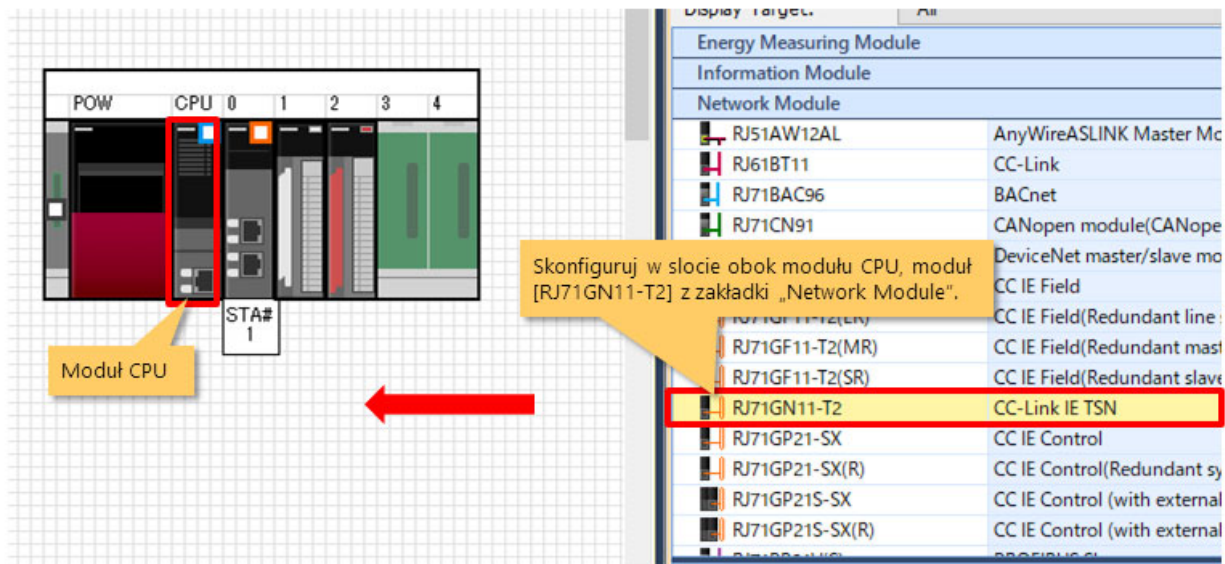 Display Target: All
Energy Measuring Module
Information Module
Network Module
POW CPU 0 1 2 3 4
RJ51AW12AL AnyWireASLINK Master Mo
RJ61BT11 CC-Link
RJ71BAC96 BACnet
RJ71CN91 CANopen module(CANope
DeviceNet master/slave mo
Skonfiguruj w slocie obok modułu CPU, moduł
[RJ71GN11-T2] z zakładki „Network Module”.
CC IE Field
STA#
1
RJ71GF11-T2(LR) CC IE Field(Redundant line
RJ71GF11-T2(MR) CC IE Field(Redundant mast
Moduł CPU
RJ71GF11-T2(SR) CC IE Field(Redundant slave
RJ71GN11-T2 CC-Link IE TSN
RJ71GP21-SX CC IE Control
RJ71GP21-SX(R) CC IE Control(Redundant sy
RJ71GP21S-SX CC IE Control (with external
RJ71GP21S-SX(R) CC IE Control (with external